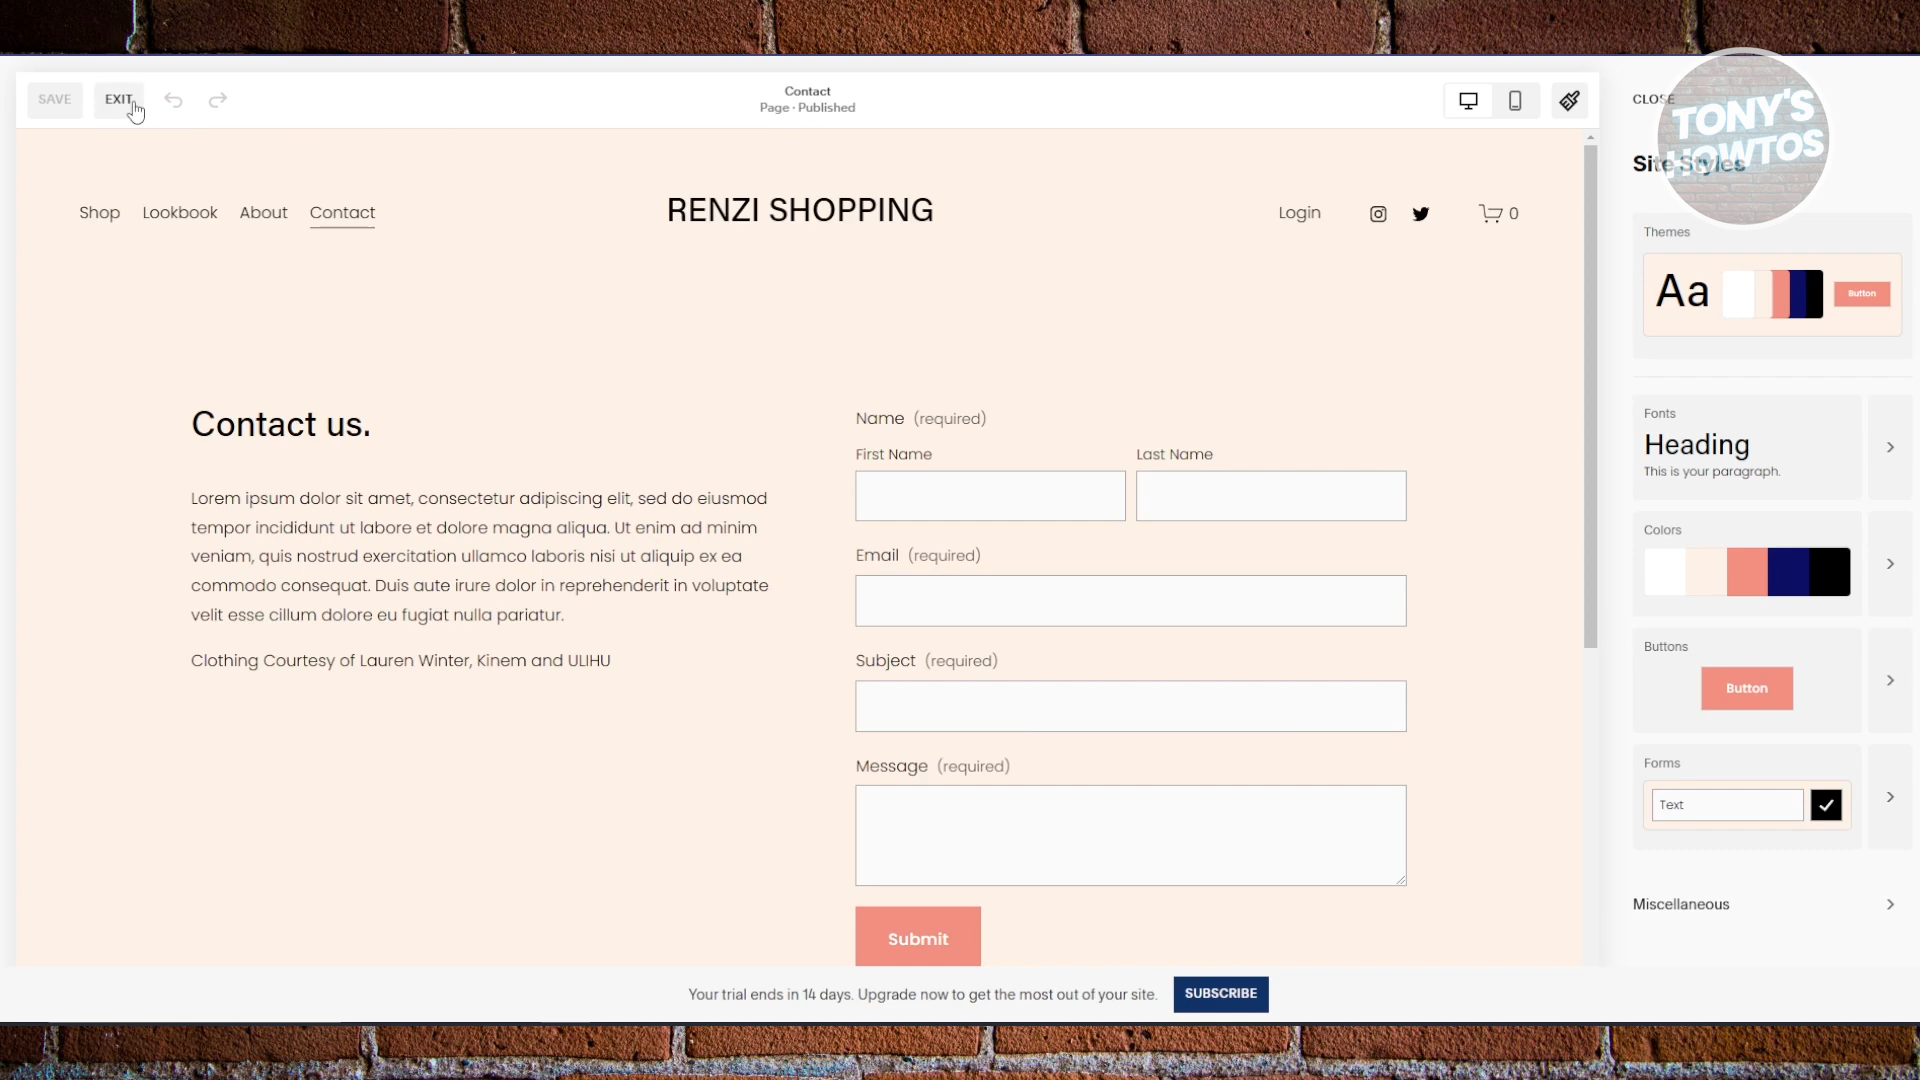 SAVE
EXIT
Contact
Page · Published
CLOSE
TONY'S
HOWTOS
Site Styles
Shop
Lookbook
About
Contact
RENZI SHOPPING
Login
0
Themes
Aa
Button
Fonts
Heading
This is your paragraph.
Colors
Buttons
Button
Forms
Text
Miscellaneous
Contact us.
Lorem ipsum dolor sit amet, consectetur adipiscing elit, sed do eiusmod
tempor incididunt ut labore et dolore magna aliqua. Ut enim ad minim
veniam, quis nostrud exercitation ullamco laboris nisi ut aliquip ex ea
commodo consequat. Duis aute irure dolor in reprehenderit in voluptate
velit esse cillum dolore eu fugiat nulla pariatur.
Clothing Courtesy of Lauren Winter, Kinem and ULIHU
Name (required)
First Name
Last Name
Email (required)
Subject (required)
Message (required)
Submit
Your trial ends in 14 days. Upgrade now to get the most out of your site.
SUBSCRIBE